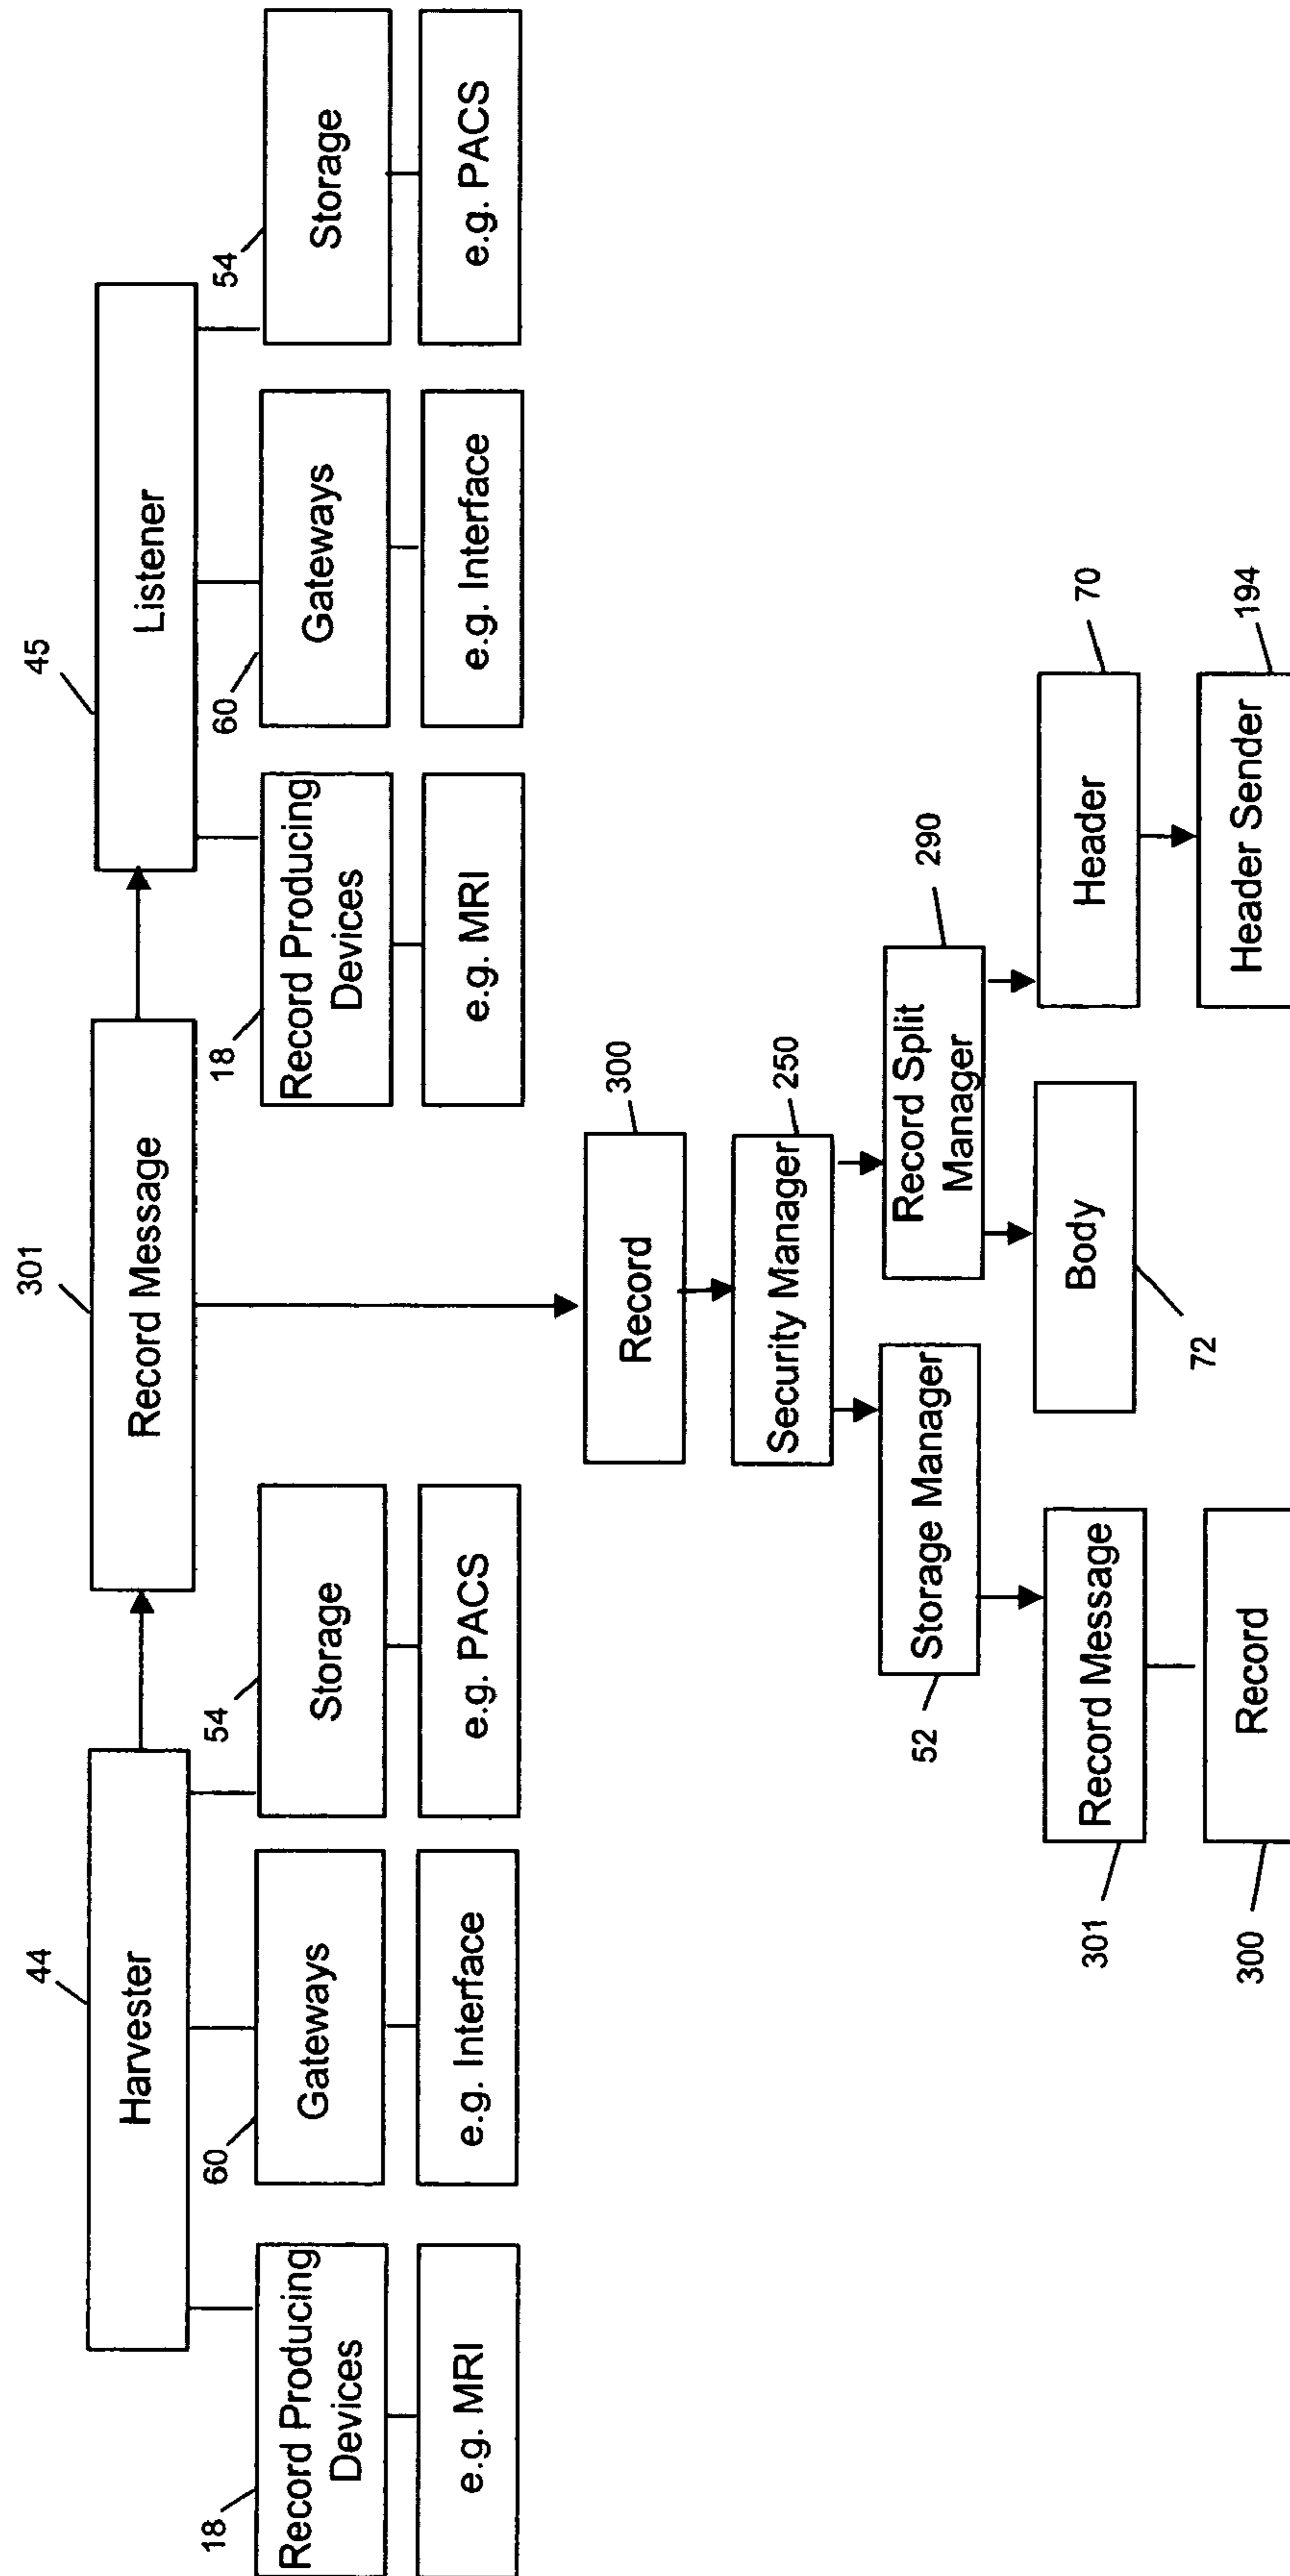 44
Harvester
301
Record Message
45
Listener
18
Record Producing
Devices
e.g. MRI
60
Gateways
e.g. Interface
54
Storage
e.g. PACS
18
Record Producing
Devices
e.g. MRI
60
Gateways
e.g. Interface
54
Storage
e.g. PACS
300
Record
250
Security Manager
52
Storage Manager
290
Record Split
Manager
301
Record Message
300
Record
72
Body
70
Header
194
Header Sender